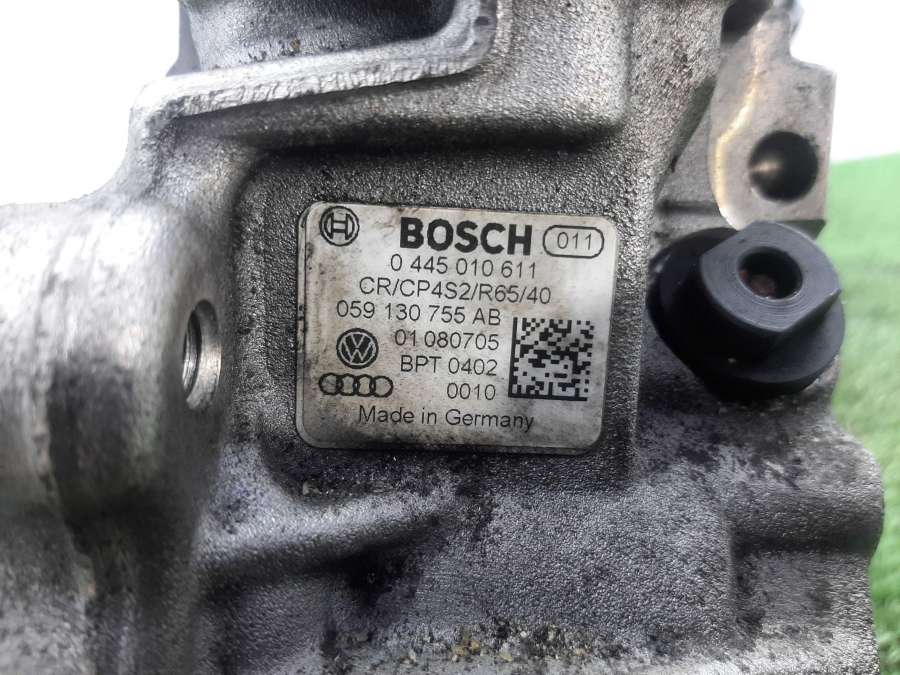 BOSCH 011
0 445 010 611
CR/CP4S2/R65/40
059 130 755 AB
01 080705
BPT 0402
0010
Made in Germany